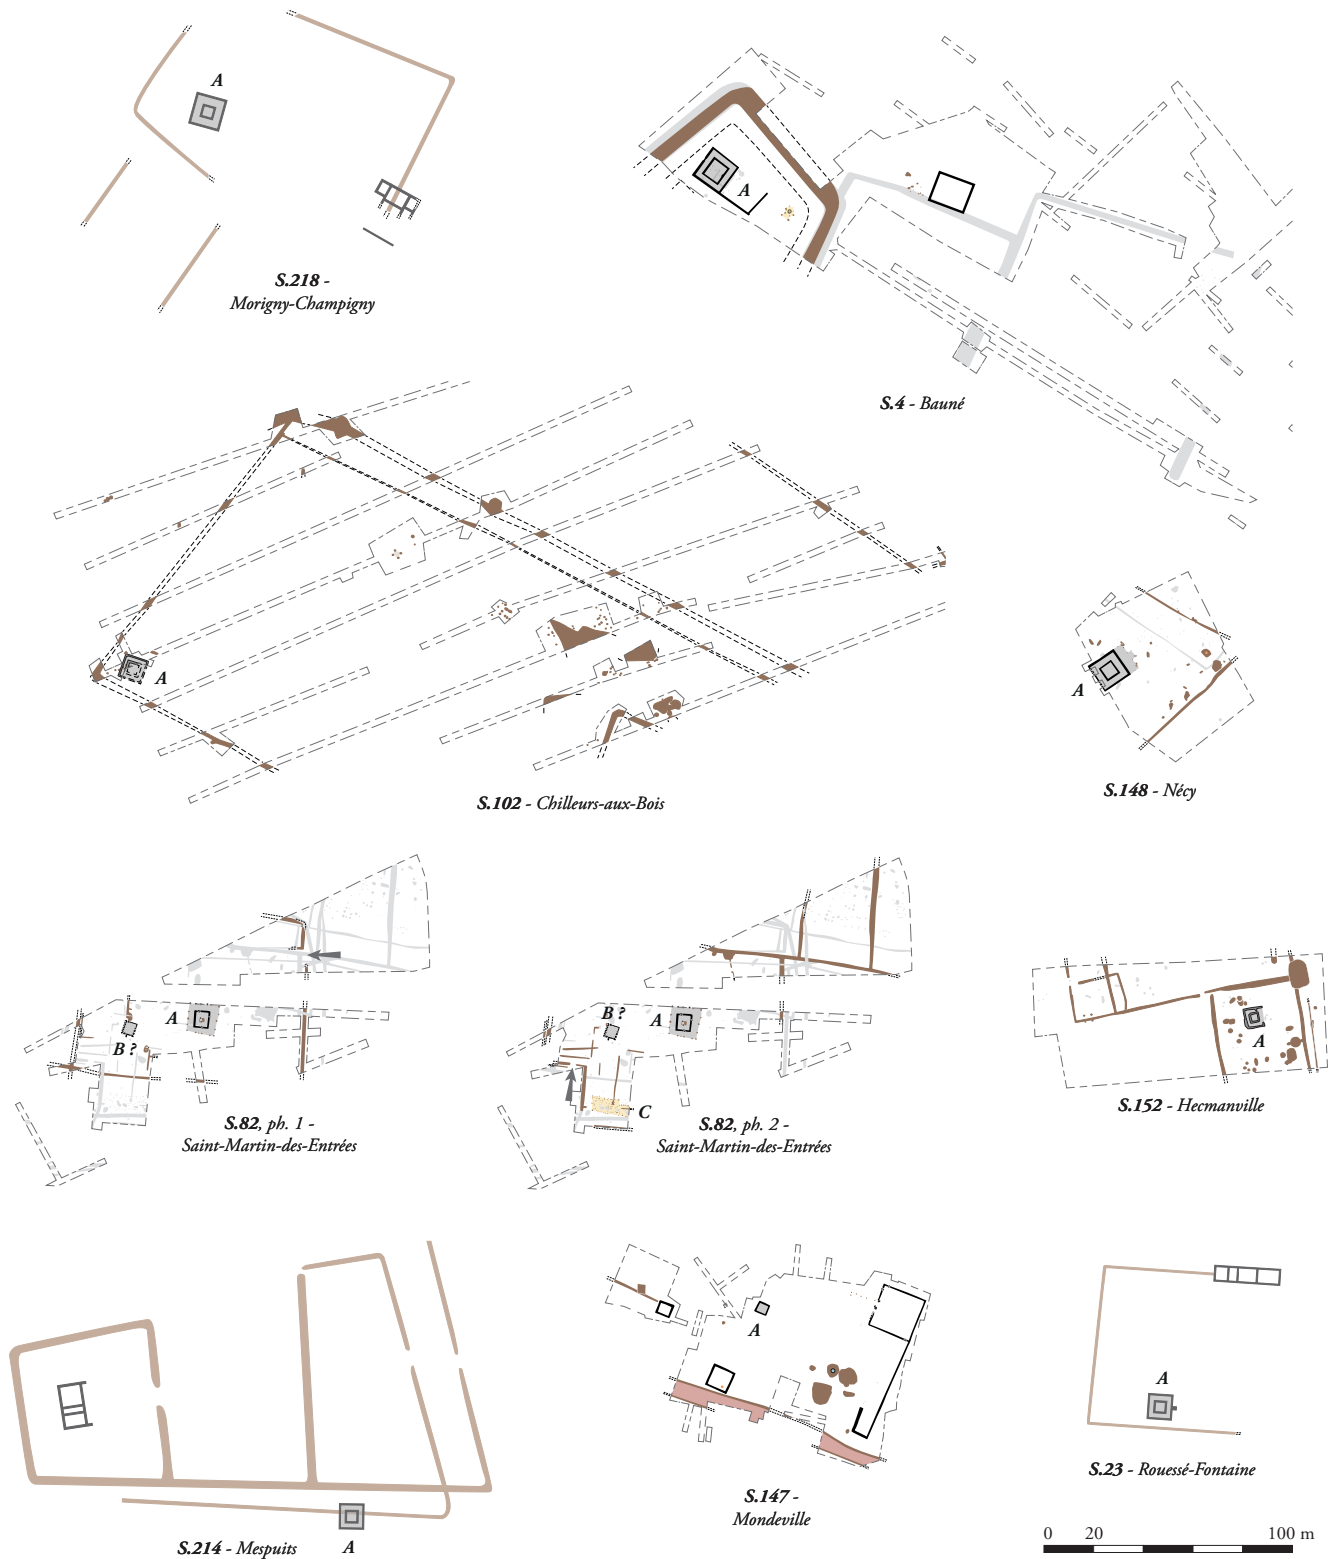 A
S.218 -
Morigny-Champigny
A
S.4 - Bauné
A
S.102 - Chilleurs-aux-Bois
A
S.148 - Nécy
A
B ?
S.82, ph. 1 -
Saint-Martin-des-Entrées
B ?
A
C
S.82, ph. 2 -
Saint-Martin-des-Entrées
A
S.152 - Hecmanville
S.214 - Mespuits
A
A
S.147 -
Mondeville
A
S.23 - Rouessé-Fontaine
0 20 100 m